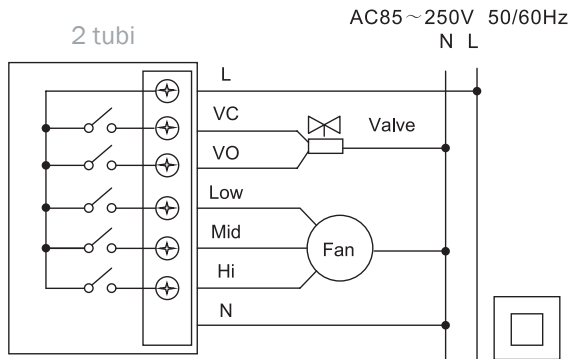 AC85～250V 50/60Hz
2 tubi
N L
L
VC
Valve
VO
Low
Mid
Fan
Hi
N